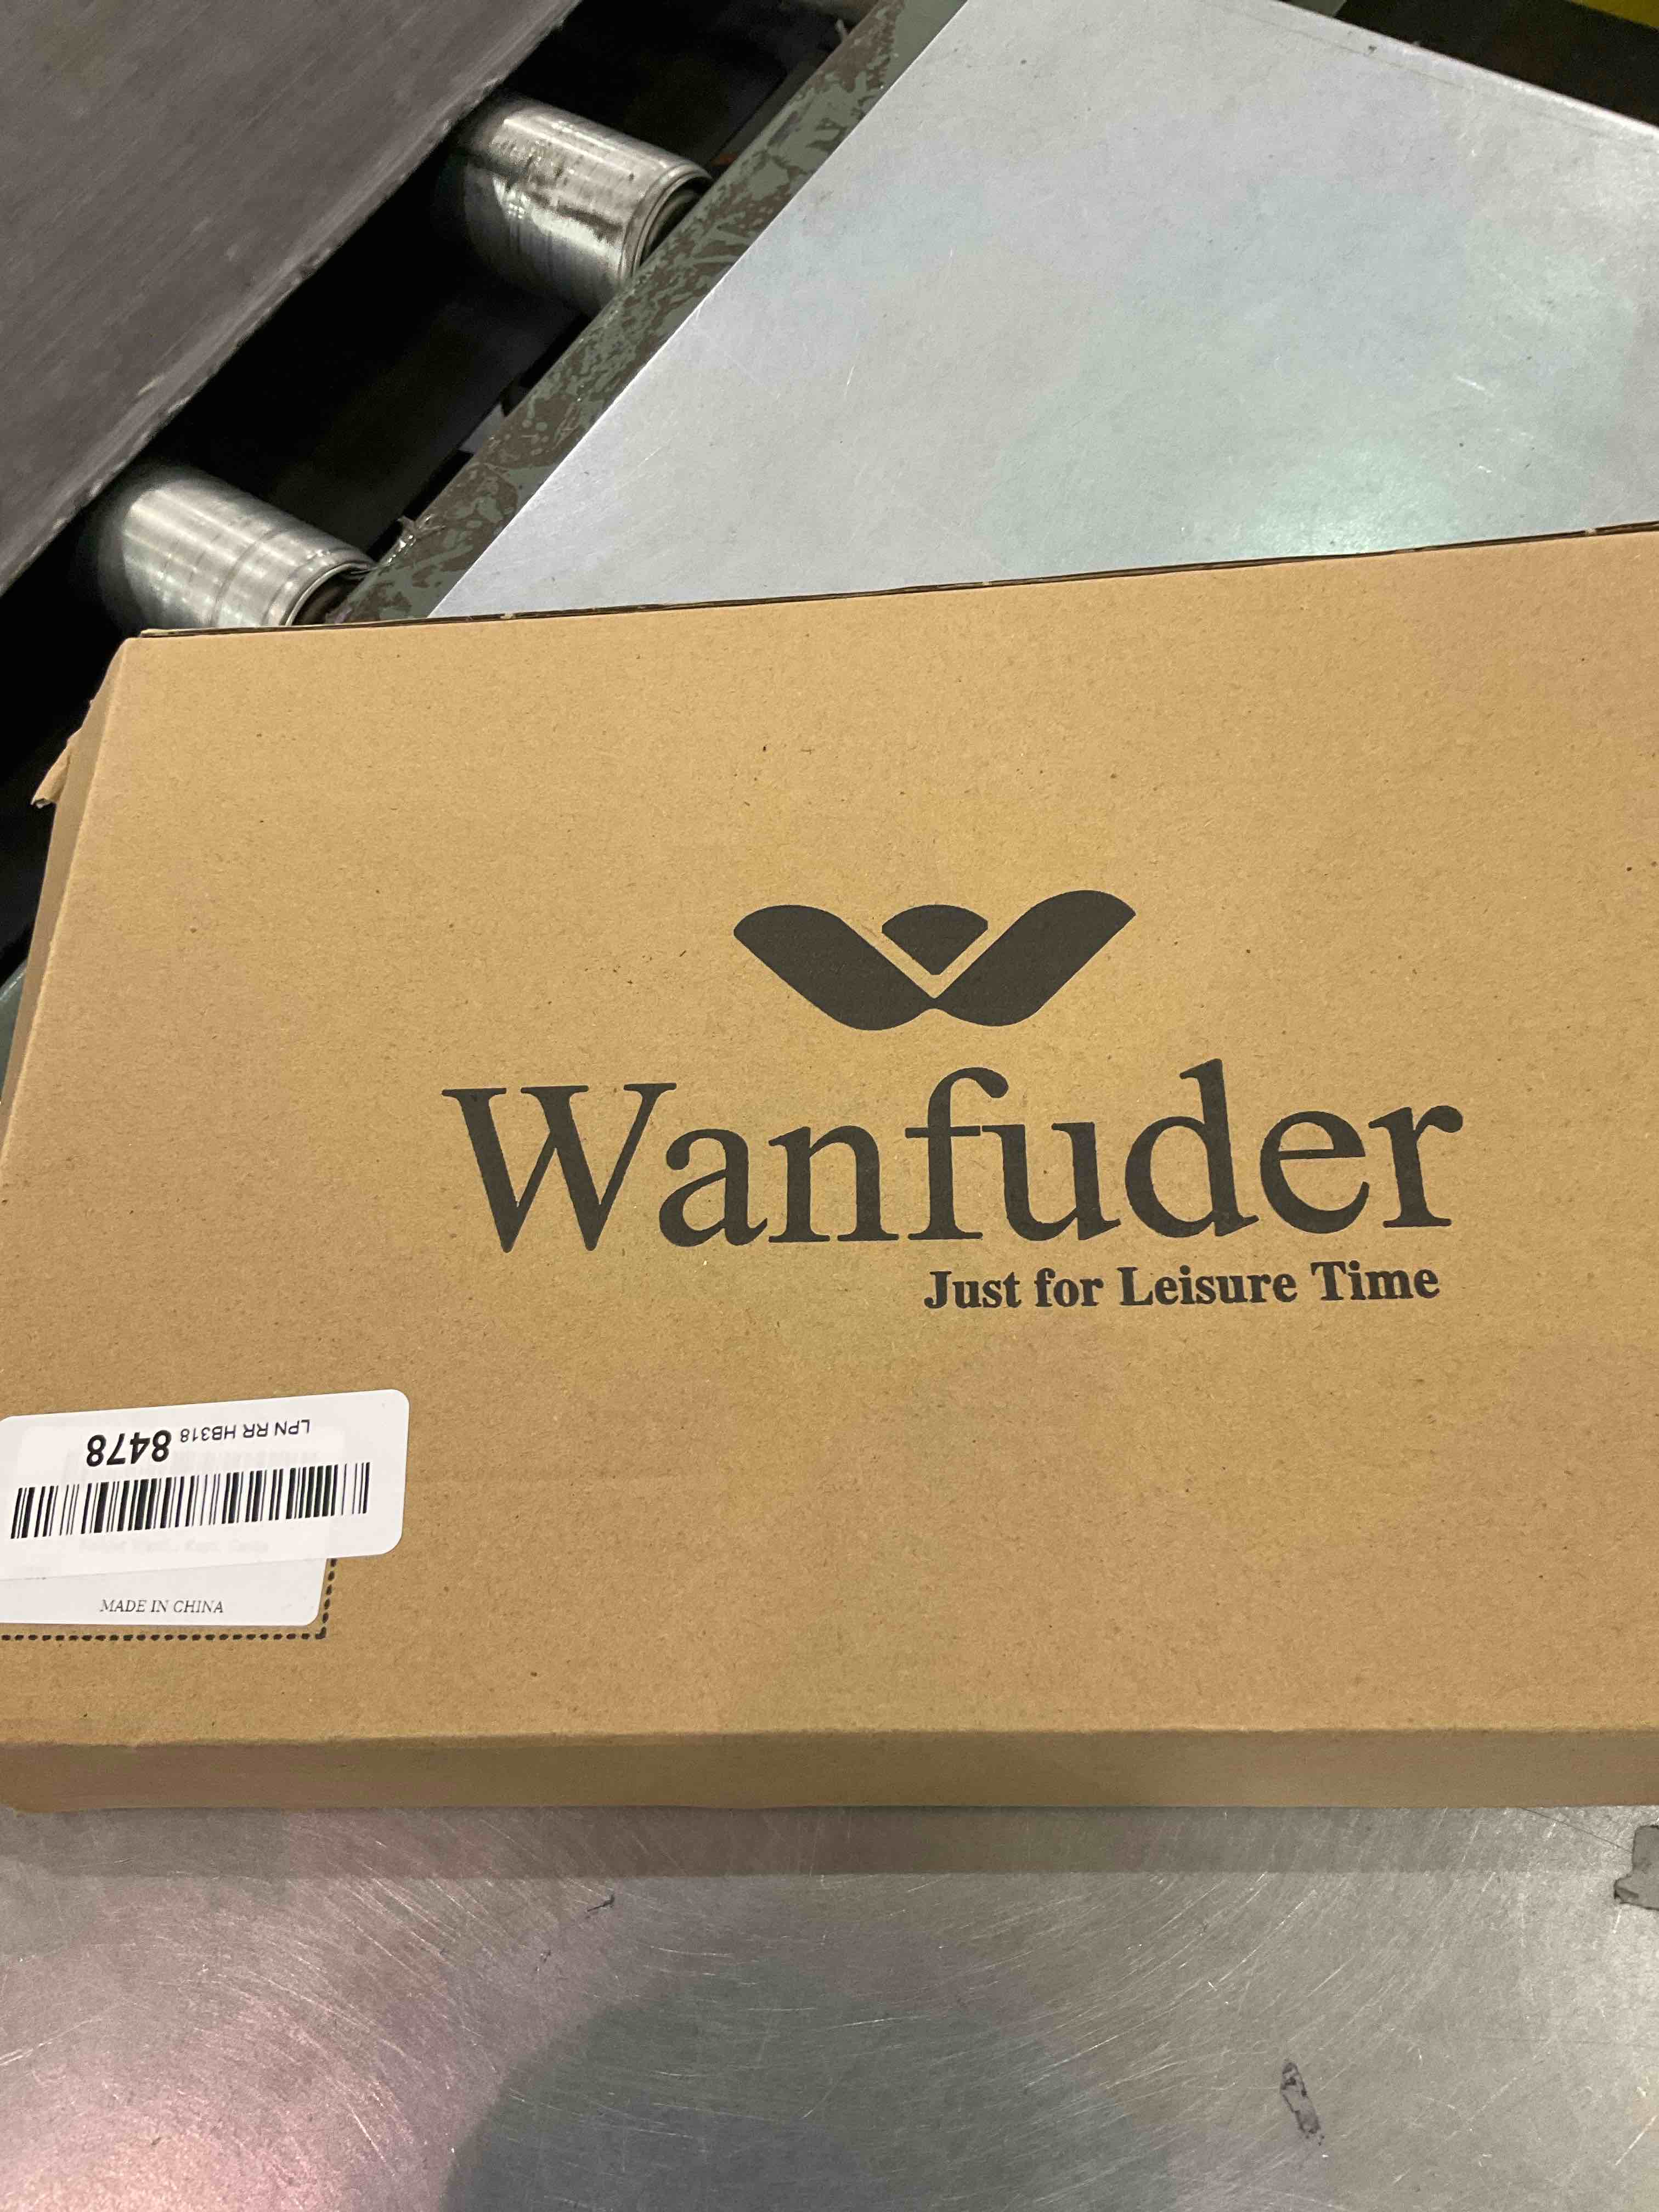 Wanfuder
Just for Leisure Time
LPN RR HB318 8478
MADE IN CHINA